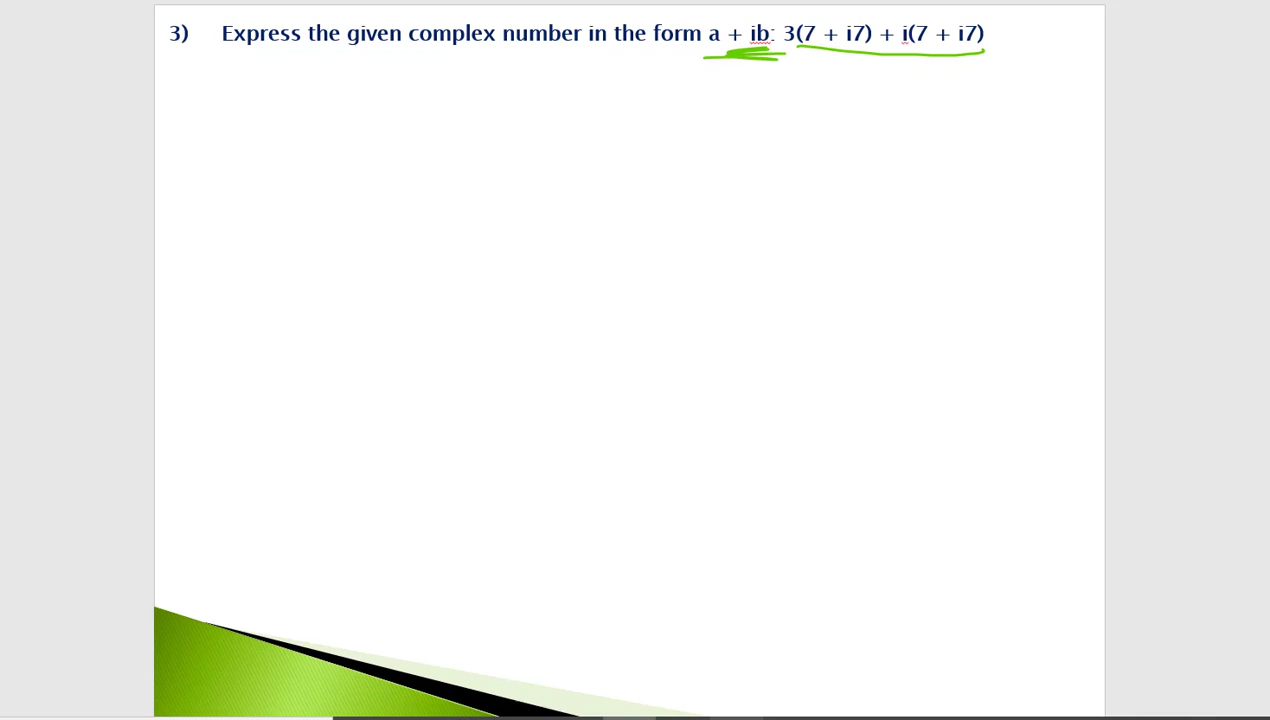 3) Express the given complex number in the form a + ib: 3(7 + i7) + i(7 + i7)